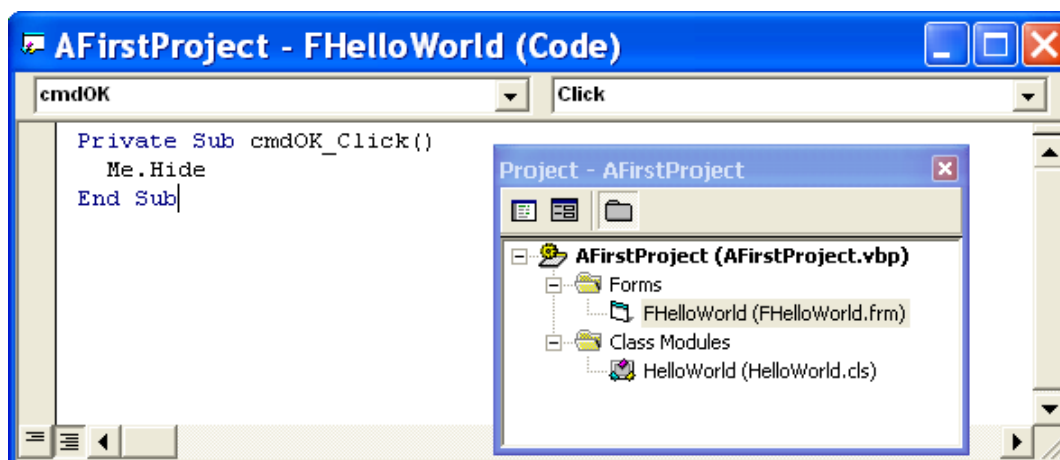 AFirstProject - FHelloWorld (Code)
cmdOK Click
Private Sub cmdOK_Click()
Me.Hide
End Sub
Project - AFirstProject
AFirstProject (AFirstProject.vbp)
Forms
FHelloWorld (FHelloWorld.frm)
Class Modules
HelloWorld (HelloWorld.cls)